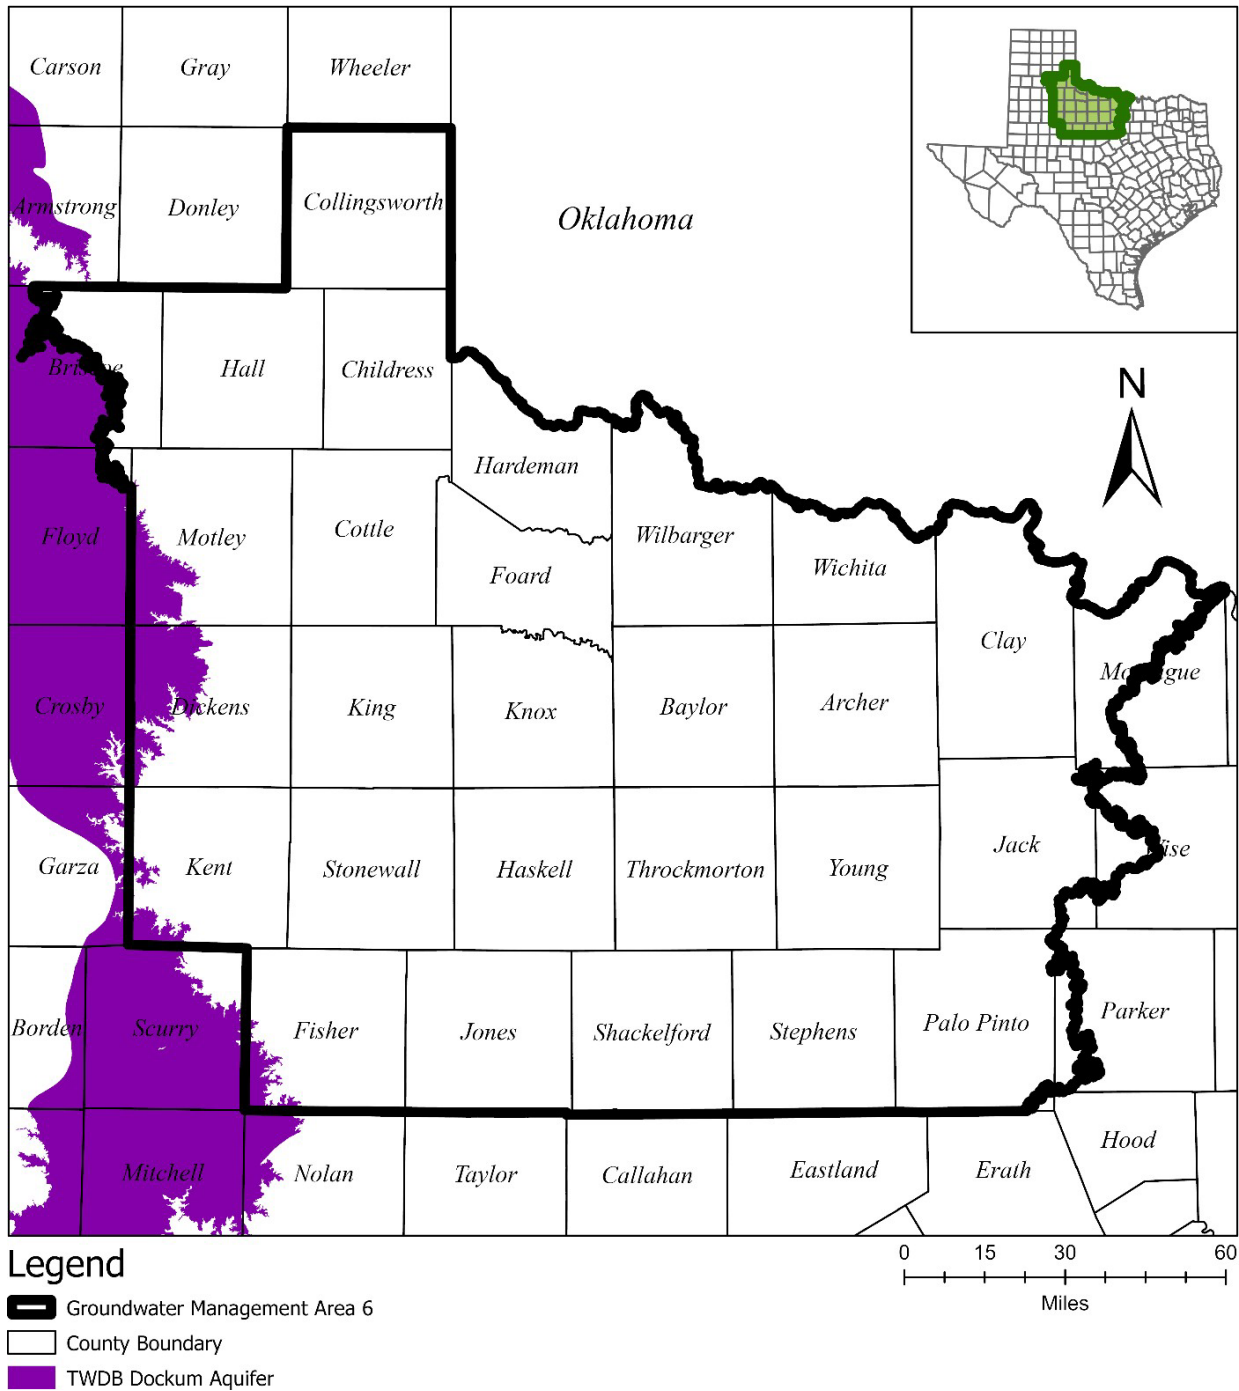 Carson
Gray
Wheeler
Armstrong
Donley
Collingsworth
Oklahoma
Briscoe
Hall
Childress
N
Hardeman
Floyd
Motley
Cottle
Wilbarger
Foard
Wichita
Clay
Montague
Crosby
Dickens
King
Knox
Baylor
Archer
Garza
Kent
Stonewall
Haskell
Throckmorton
Young
Jack
Wise
Borden
Scurry
Fisher
Jones
Shackelford
Stephens
Palo Pinto
Parker
Mitchell
Nolan
Taylor
Callahan
Eastland
Erath
Hood
0 15 30 60
Miles
Legend
Groundwater Management Area 6
County Boundary
TWDB Dockum Aquifer